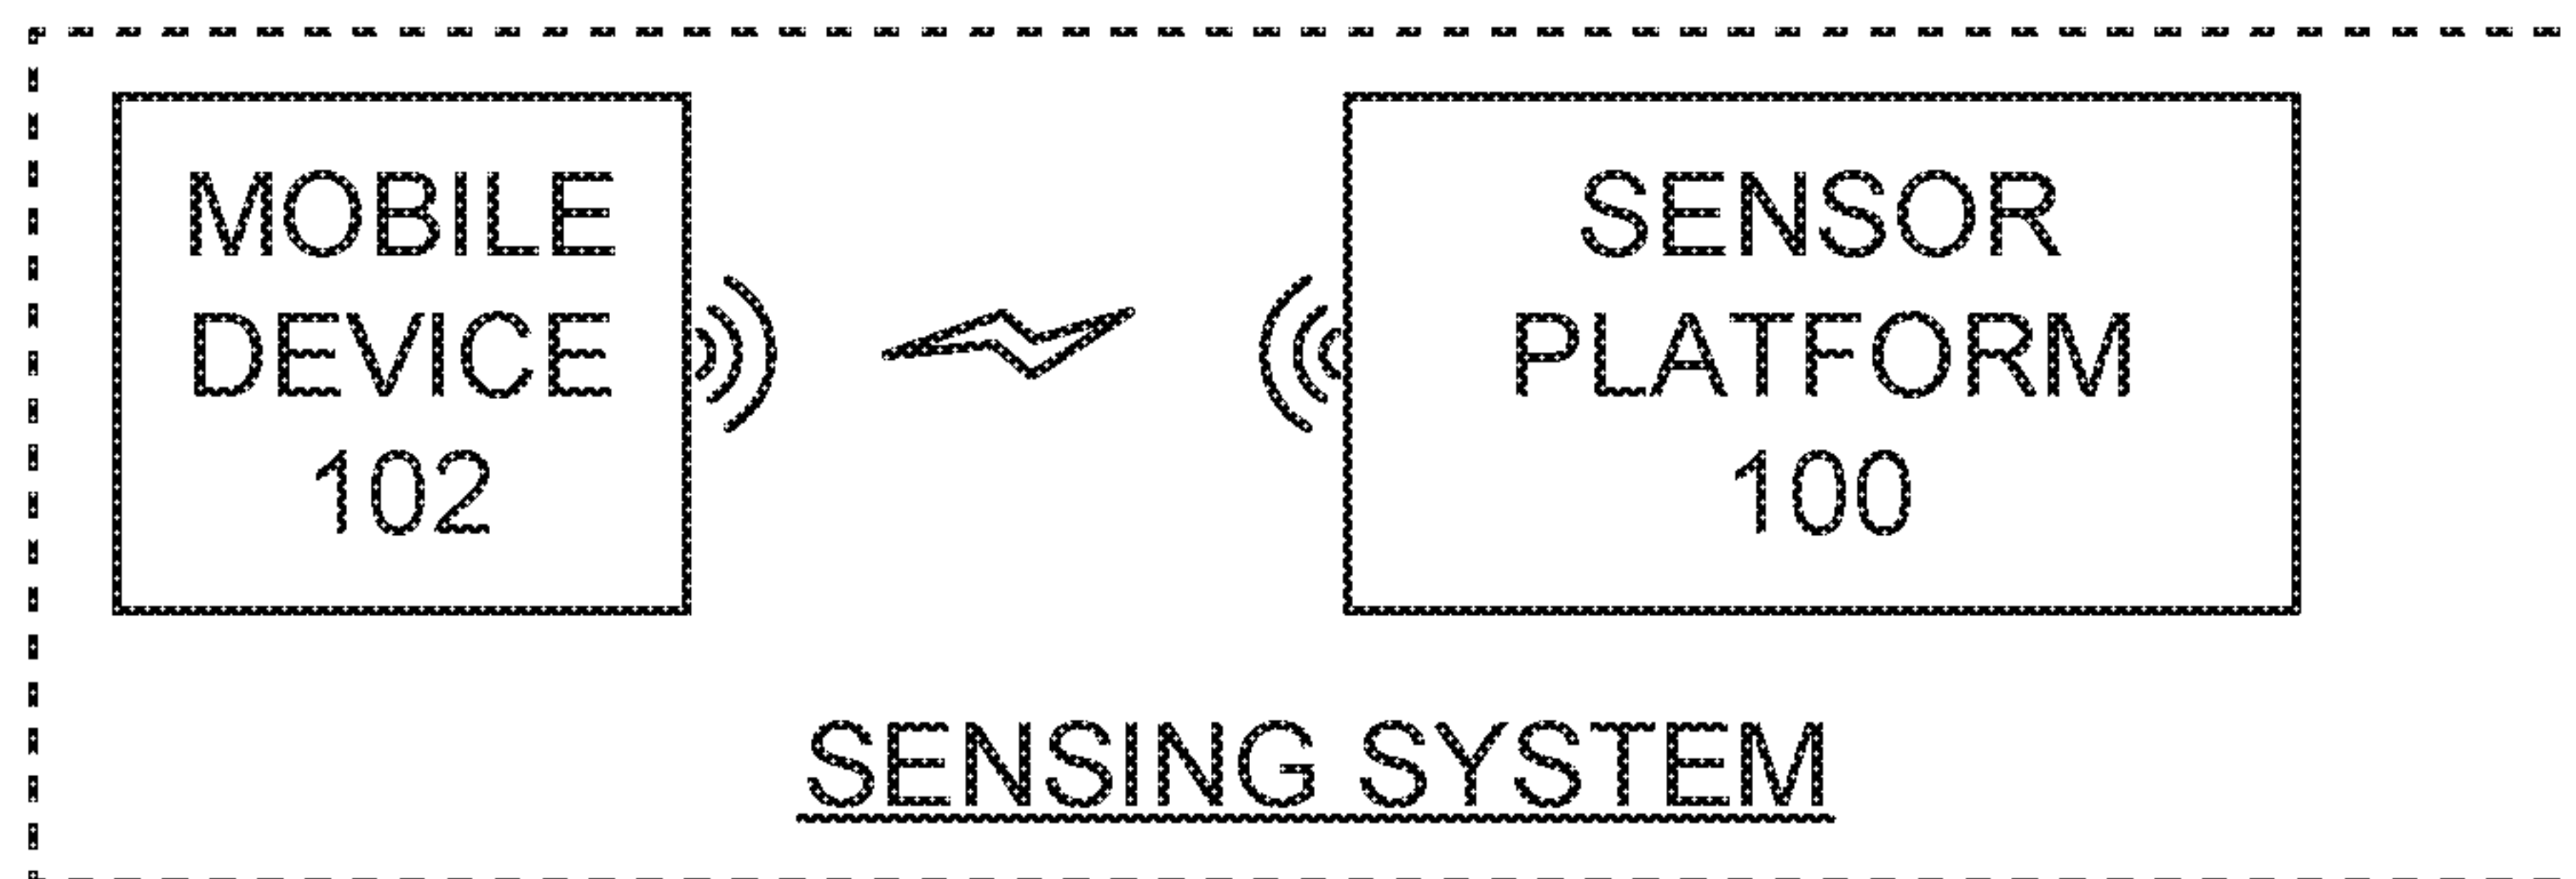 MOBILE
DEVICE
102
SENSOR
PLATFORM
100
SENSING SYSTEM